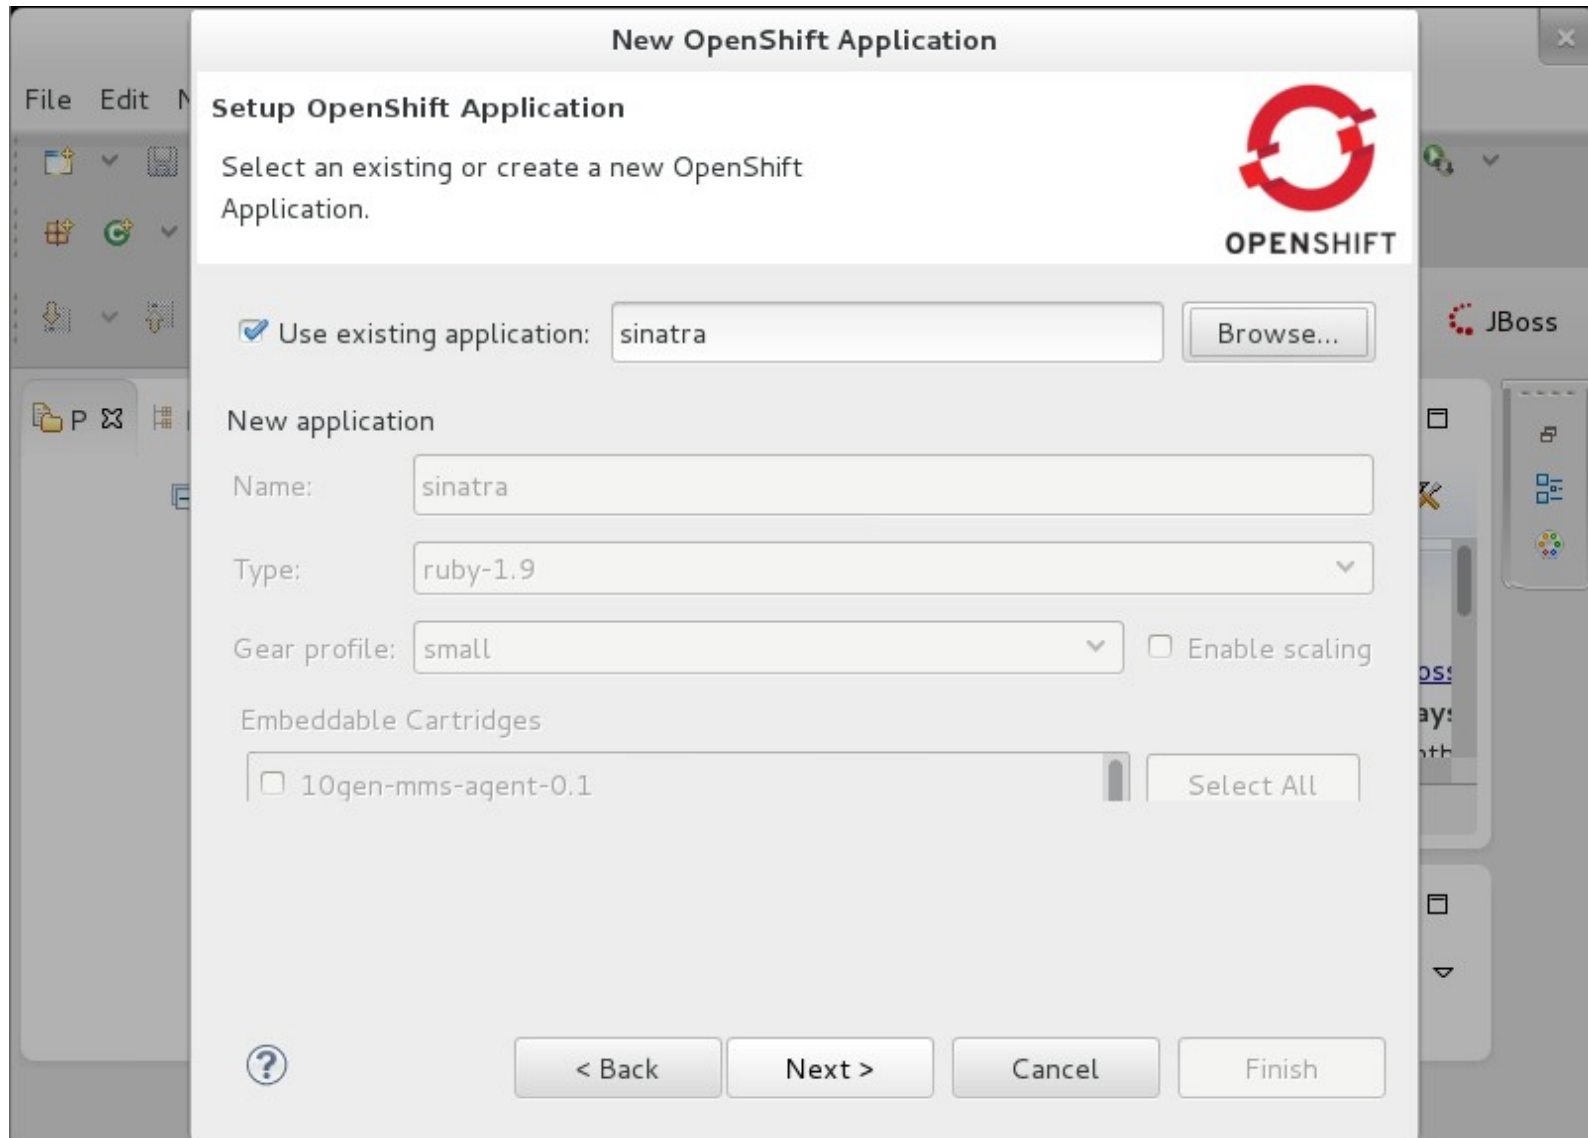 New OpenShift Application
File Edit
Setup OpenShift Application
Select an existing or create a new OpenShift
Application.
OPENSHIFT
Use existing application: sinatra Browse...
JBoss
P
New application
Name: sinatra
Type: ruby-1.9
Gear profile: small Enable scaling
Embeddable Cartridges
10gen-mms-agent-0.1 Select All
< Back Next > Cancel Finish